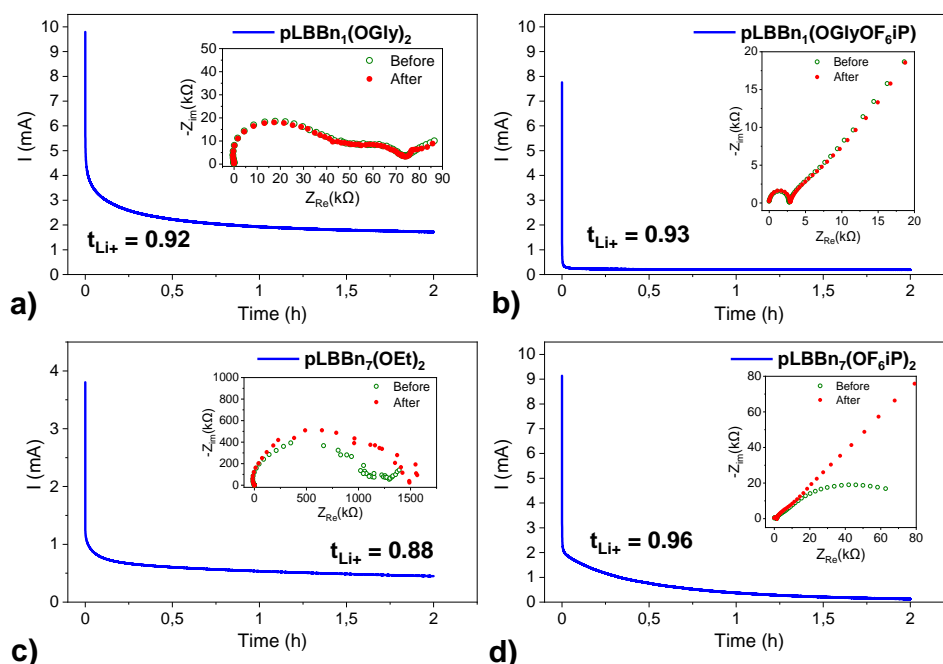 pLBBn1(OGly)2
I (mA)
10
9
8
7
6
5
4
3
2
1
0
-Zim(kΩ)
50
40
30
20
10
0
Before
After
0 10 20 30 40 50 60 70 80 90
ZRe(kΩ)
tLi+ = 0.92
0 0,5 1 1,5 2
Time (h)
a)
pLBBn1(OGlyOF6iP)
I (mA)
10
9
8
7
6
5
4
3
2
1
0
-Zim(kΩ)
20
15
10
5
0
Before
After
0 5 10 15 20
ZRe(kΩ)
tLi+ = 0.93
0 0,5 1 1,5 2
Time (h)
b)
pLBBn7(OEt)2
I (mA)
4
3
2
1
0
-Zim(kΩ)
1000
800
600
400
200
0
Before
After
0 500 1000 1500
ZRe(kΩ)
tLi+ = 0.88
0 0,5 1 1,5 2
Time (h)
c)
pLBBn7(OF6iP)2
I (mA)
10
9
8
7
6
5
4
3
2
1
0
-Zim(kΩ)
80
60
40
20
0
Before
After
0 20 40 60 80
ZRe(kΩ)
tLi+ = 0.96
0 0,5 1 1,5 2
Time (h)
d)